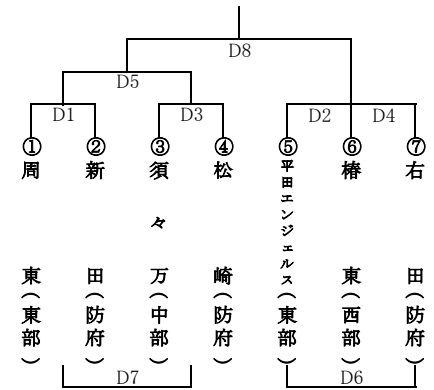 D8
D5
D1
D3
D2
D4
①周東(東部)
②新田(防府)
③須々万(中部)
④松崎(防府)
⑤平田エンジェルス(東部)
⑥椿東(西部)
⑦右田(防府)
D7
D6